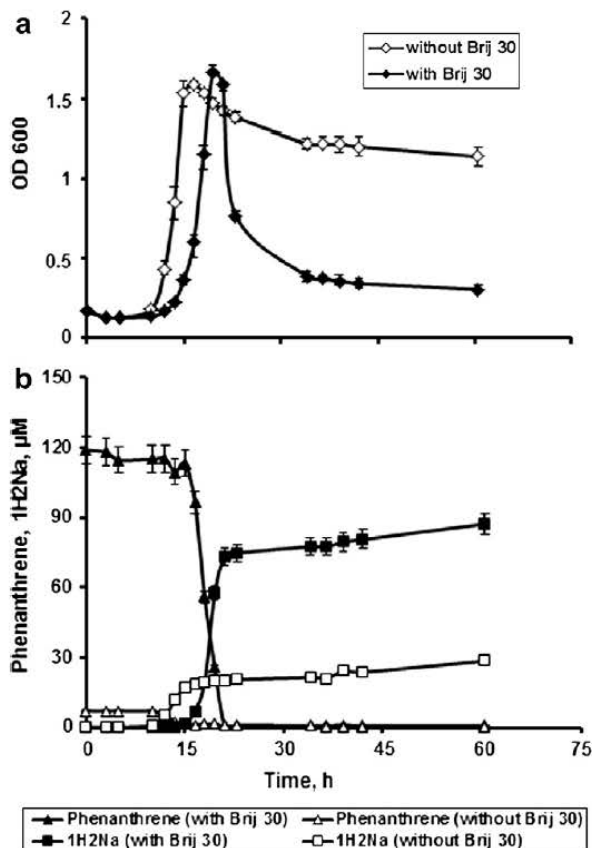 a
2
1.5
1
0.5
0
OD 600
without Brij 30
with Brij 30
b
150
120
90
60
30
0
Phenanthrene, 1H2Na, µM
0 15 30 45 60 75
Time, h
Phenanthrene (with Brij 30) Phenanthrene (without Brij 30)
1H2Na (with Brij 30) 1H2Na (without Brij 30)